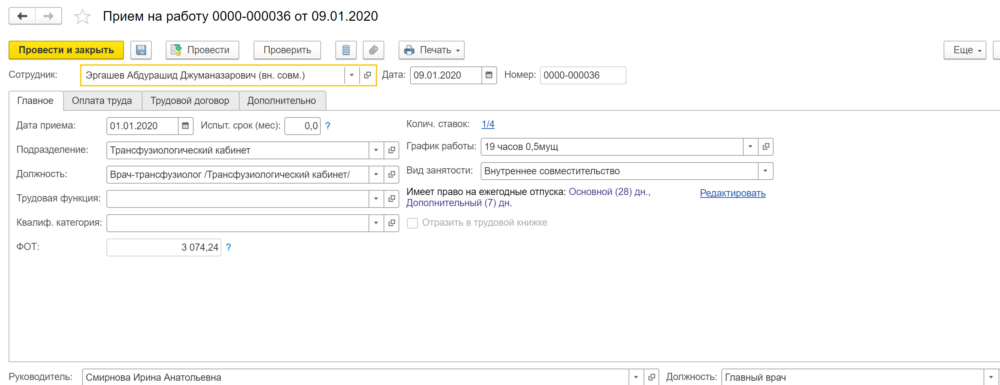 Прием на работу 0000-000036 от 09.01.2020
Провести и закрыть Провести Проверить Печать Еще
Сотрудник: Эргашев Абдурашид Джуманазарович (вн. совм.) Дата: 09.01.2020 Номер: 0000-000036
Главное Оплата труда Трудовой договор Дополнительно
Дата приема: 01.01.2020 Испыт. срок (мес): 0,0 ? Колич. ставок: 1/4
Подразделение: Трансфузиологический кабинет График работы: 19 часов 0,5мущ
Должность: Врач-трансфузиолог /Трансфузиологический кабинет/ Вид занятости: Внутреннее совместительство
Трудовая функция: Имеет право на ежегодные отпуска: Основной (28) дн., Редактировать
Дополнительный (7) дн.
Квалиф. категория: Отразить в трудовой книжке
ФОТ: 3 074,24 ?
Руководитель: Смирнова Ирина Анатольевна Должность: Главный врач